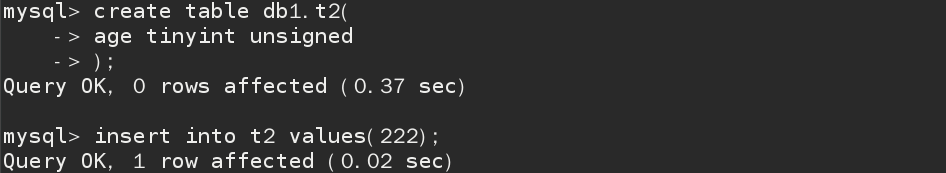 mysql> create table db1.t2(
    -> age tinyint unsigned
    -> );
Query OK, 0 rows affected (0.37 sec)

mysql> insert into t2 values(222);
Query OK, 1 row affected (0.02 sec)